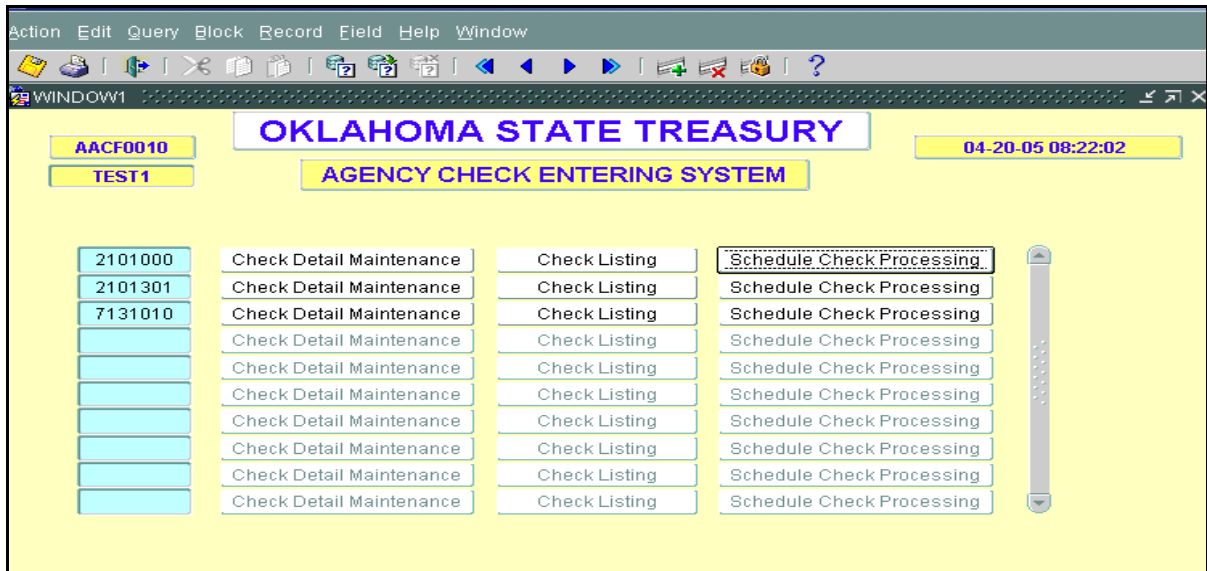 Action Edit Query Block Record Field Help Window
WINDOW1
OKLAHOMA STATE TREASURY
AACF0010 04-20-05 08:22:02
TEST1 AGENCY CHECK ENTERING SYSTEM
2101000 Check Detail Maintenance Check Listing Schedule Check Processing
2101301 Check Detail Maintenance Check Listing Schedule Check Processing
7131010 Check Detail Maintenance Check Listing Schedule Check Processing
Check Detail Maintenance Check Listing Schedule Check Processing
Check Detail Maintenance Check Listing Schedule Check Processing
Check Detail Maintenance Check Listing Schedule Check Processing
Check Detail Maintenance Check Listing Schedule Check Processing
Check Detail Maintenance Check Listing Schedule Check Processing
Check Detail Maintenance Check Listing Schedule Check Processing
Check Detail Maintenance Check Listing Schedule Check Processing